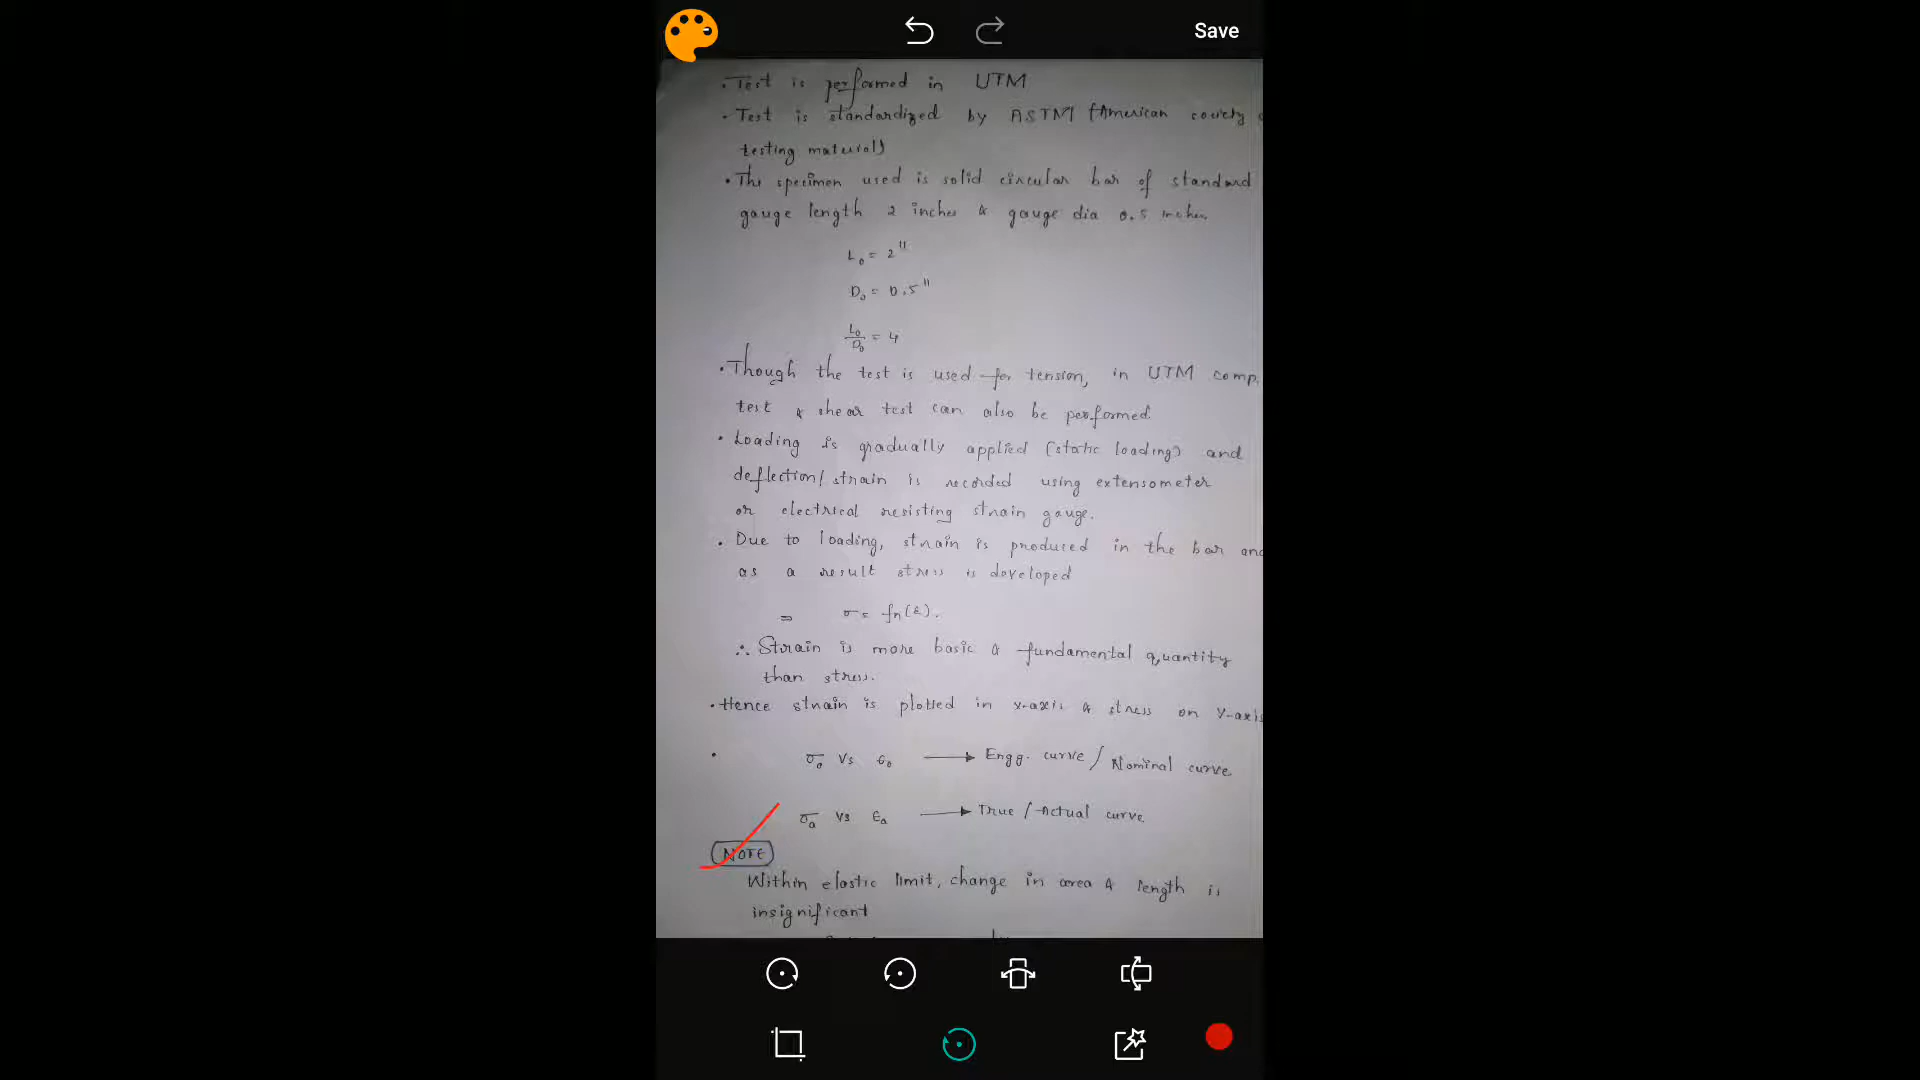 Save
• Test is performed in UTM
• Test is standardized by ASTM (American society
testing materials
• The specimen used is solid circular bar of standard
gauge length 2 inches & gauge dia 0.5 inches
L₀ = 2"
D₀ = 0.5"
L₀/D₀ = 4
• Though the test is used for tension, in UTM comp.
test & shear test can also be performed
• Loading is gradually applied (static loading) and
deflection/strain is recorded using extensometer
or electrical resisting strain gauge.
• Due to loading, strain is produced in the bar and
as a result stress is developed
⇒ σ = fn(ε).
∴ Strain is more basic & fundamental quantity
than stress.
• Hence strain is plotted in x-axis & stress on Y-axis
• σ₀ Vs ϵ₀ → Engg. curve / Nominal curve
σₐ Vs ϵₐ → True / Actual curve
NOTE
Within elastic limit, change in area & length is
insignificant